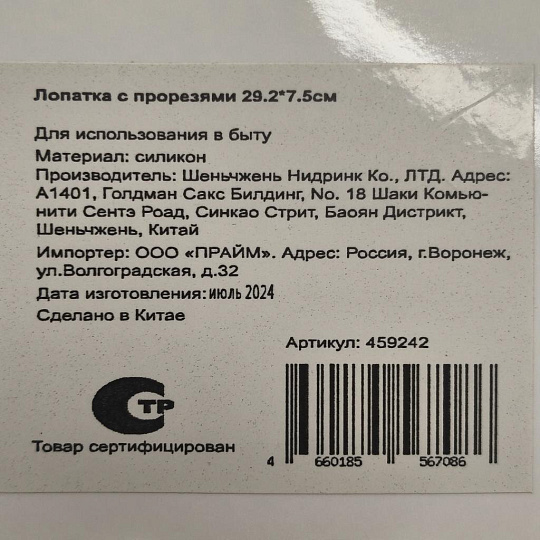 Лопатка с прорезями 29.2*7.5см
Для использования в быту
Материал: силикон
Производитель: Шеньчжень Нидринк Ко., ЛТД. Адрес:
А1401, Голдман Сакс Билдинг, No. 18 Шаки Комью-
нити Сентэ Роад, Синкао Стрит, Баоян Дистрикт,
Шеньчжень, Китай
Импортер: ООО «ПРАЙМ». Адрес: Россия, г.Воронеж,
ул.Волгоградская, д.32
Дата изготовления: июль 2024
Сделано в Китае
Артикул: 459242
СТР
Товар сертифицирован
4 660185 567086